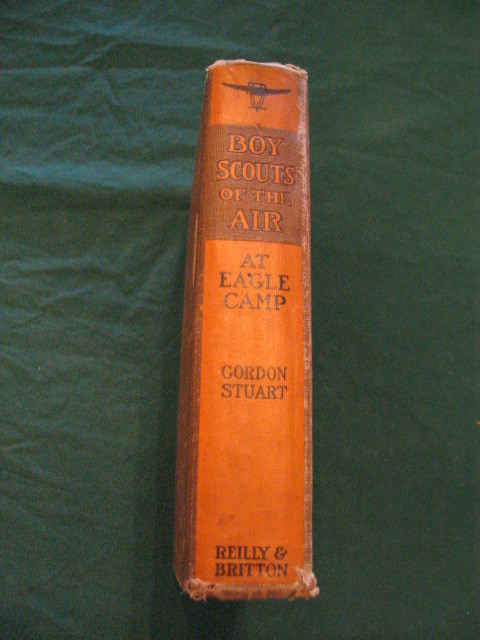 BOY
SCOUTS
OF THE
AIR
AT
EAGLE
CAMP
GORDON
STUART
REILLY &
BRITTON